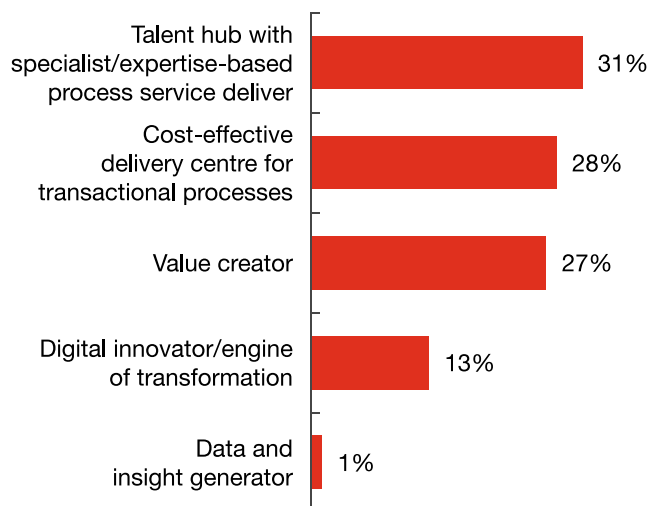 Talent hub with
specialist/expertise-based
process service deliver
31%
Cost-effective
delivery centre for
transactional processes
28%
Value creator
27%
Digital innovator/engine
of transformation
13%
Data and
insight generator
1%